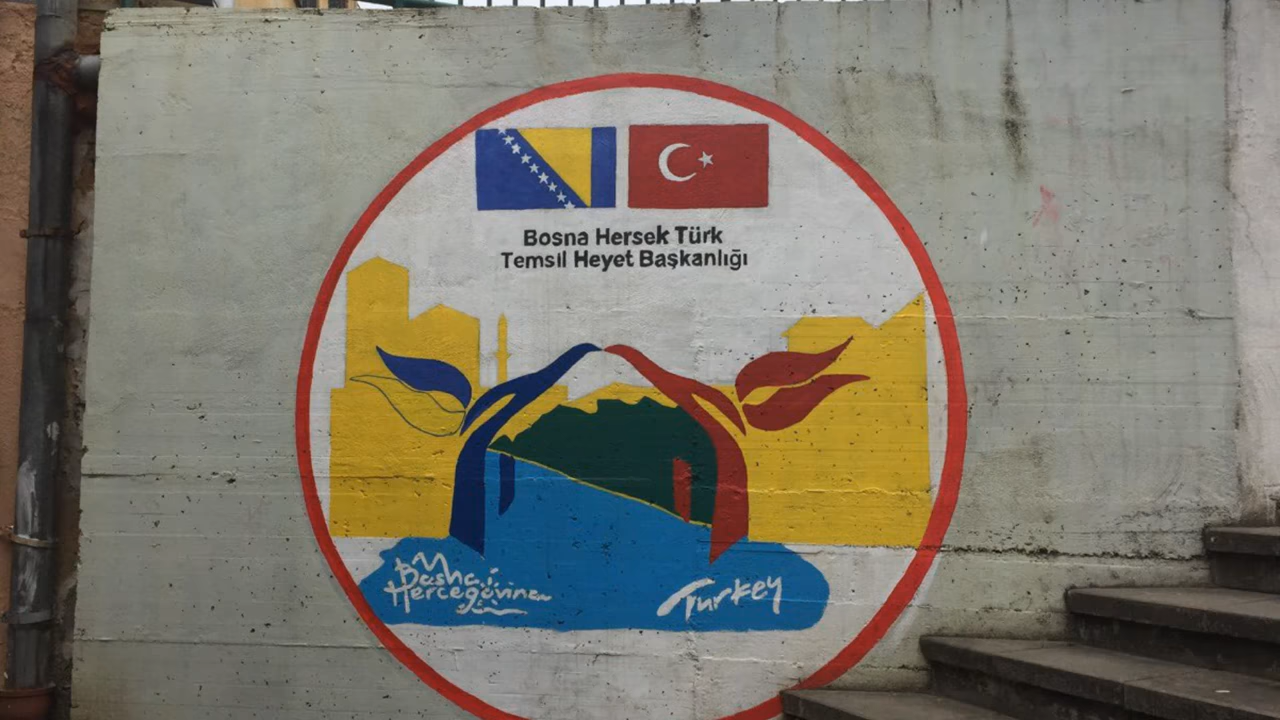 Bosna Hersek Türk
Temsil Heyet Başkanlığı
Bosna
Hercegovina
Turkey